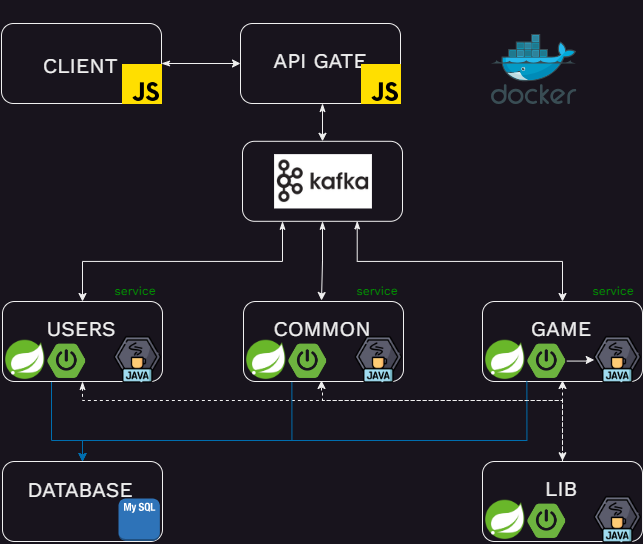 CLIENT
JS
API GATE
JS
docker
kafka
service
service
service
USERS
JAVA
COMMON
JAVA
GAME
JAVA
DATABASE
My SQL
LIB
JAVA